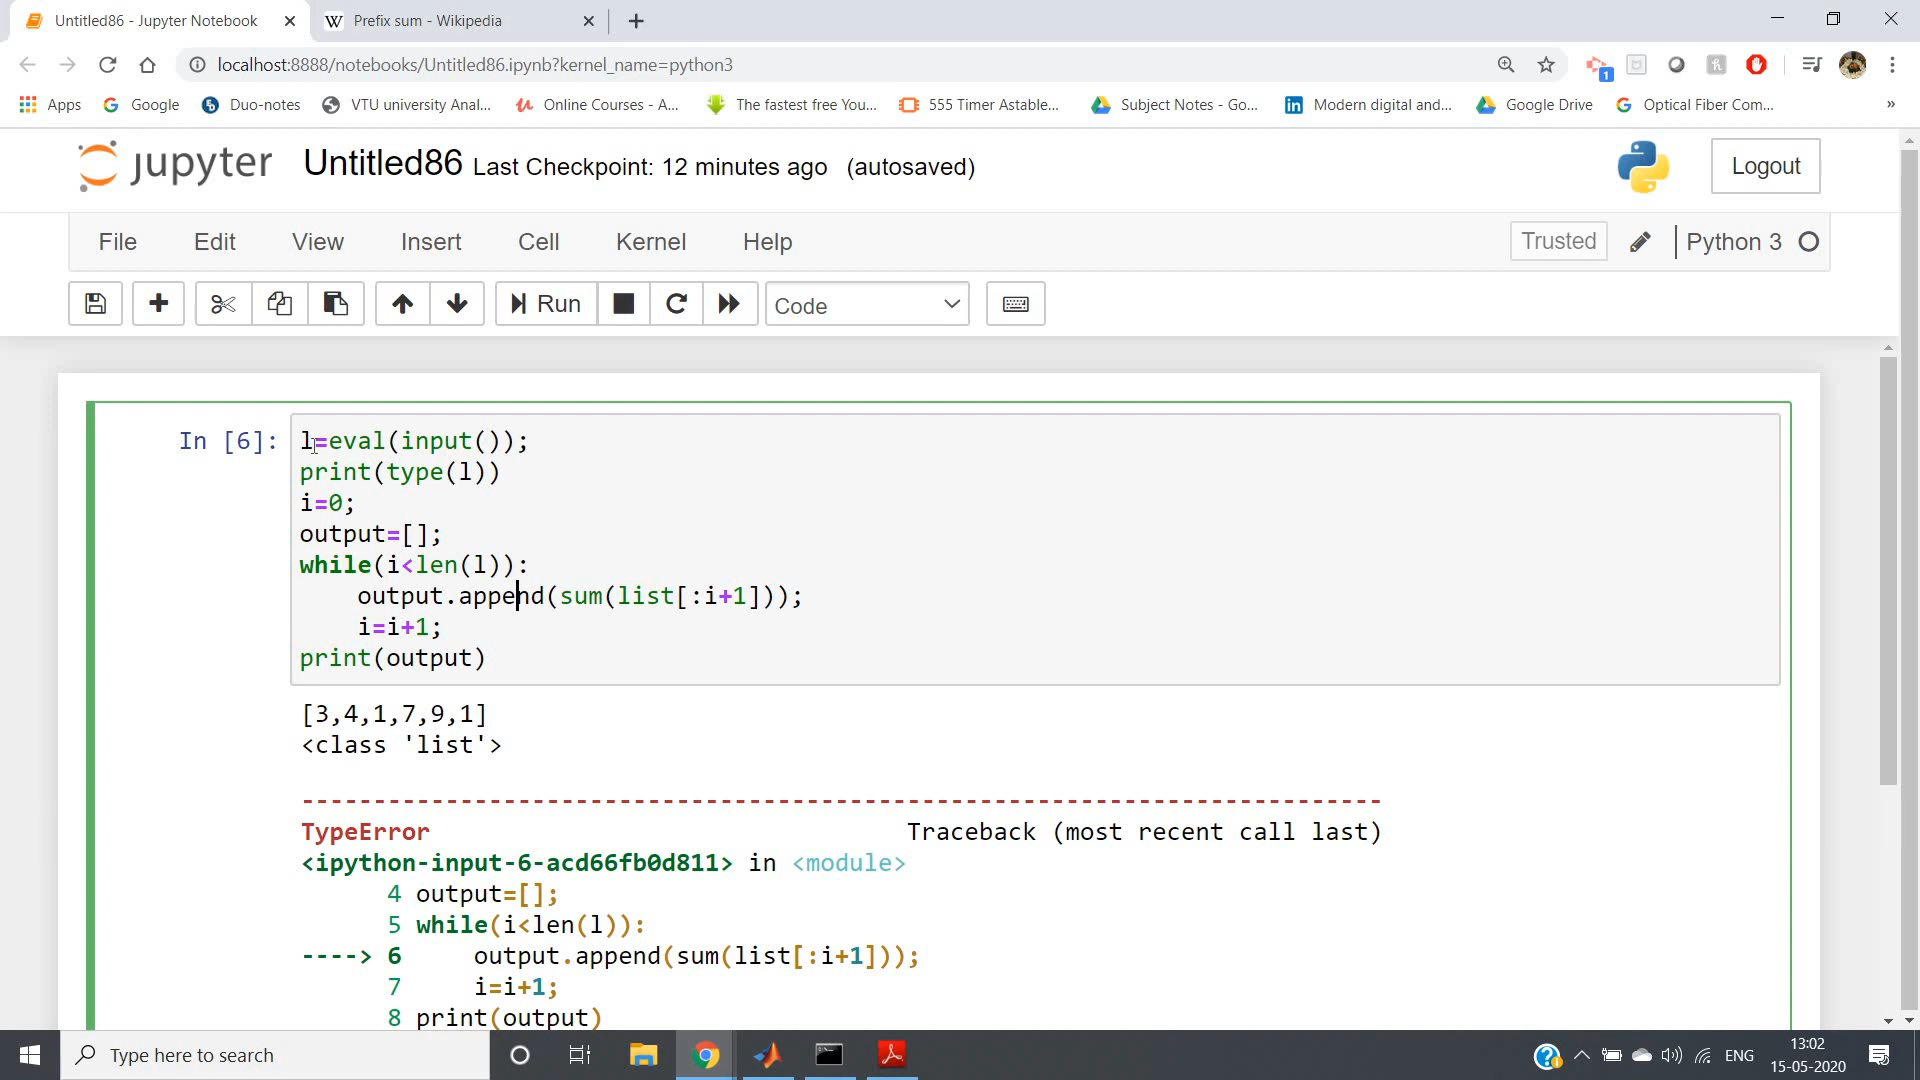 Untitled86 - Jupyter Notebook
Prefix sum - Wikipedia
localhost:8888/notebooks/Untitled86.ipynb?kernel_name=python3
1
Apps Google Duo-notes VTU university Anal... Online Courses - A... The fastest free You... 555 Timer Astable... Subject Notes - Go... Modern digital and... Google Drive Optical Fiber Com... »
jupyter Untitled86 Last Checkpoint: 12 minutes ago (autosaved)
Logout
File Edit View Insert Cell Kernel Help Trusted Python 3
Run Code
In [6]: l=eval(input());
print(type(l))
i=0;
output=[];
while(i<len(l)):
    output.append(sum(list[:i+1]));
    i=i+1;
print(output)
[3,4,1,7,9,1]
<class 'list'>
---------------------------------------------------------------------------
TypeError Traceback (most recent call last)
<ipython-input-6-acd66fb0d811> in <module>
4 output=[];
5 while(i<len(l)):
----> 6     output.append(sum(list[:i+1]));
7     i=i+1;
8 print(output)
Type here to search
ENG
13:02
15-05-2020